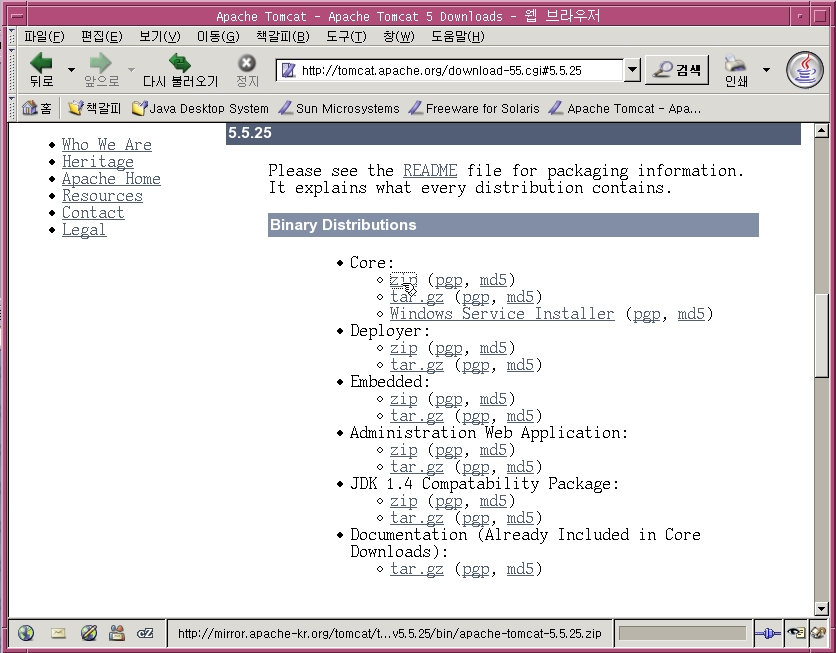 Apache Tomcat - Apache Tomcat 5 Downloads - 웹 브라우저
파일(F) 편집(E) 보기(V) 이동(G) 책갈피(B) 도구(T) 창(W) 도움말(H)
뒤로 앞으로 다시 불러오기 정지 http://tomcat.apache.org/download-55.cgi#5.5.25 검색 인쇄
홈 책갈피 Java Desktop System Sun Microsystems Freeware for Solaris Apache Tomcat - Apa...
Who We Are
Heritage
Apache Home
Resources
Contact
Legal
5.5.25
Please see the README file for packaging information.
It explains what every distribution contains.
Binary Distributions
Core:
zip (pgp, md5)
tar.gz (pgp, md5)
Windows Service Installer (pgp, md5)
Deployer:
zip (pgp, md5)
tar.gz (pgp, md5)
Embedded:
zip (pgp, md5)
tar.gz (pgp, md5)
Administration Web Application:
zip (pgp, md5)
tar.gz (pgp, md5)
JDK 1.4 Compatability Package:
zip (pgp, md5)
tar.gz (pgp, md5)
Documentation (Already Included in Core
Downloads):
tar.gz (pgp, md5)
http://mirror.apache-kr.org/tomcat/t...v5.5.25/bin/apache-tomcat-5.5.25.zip